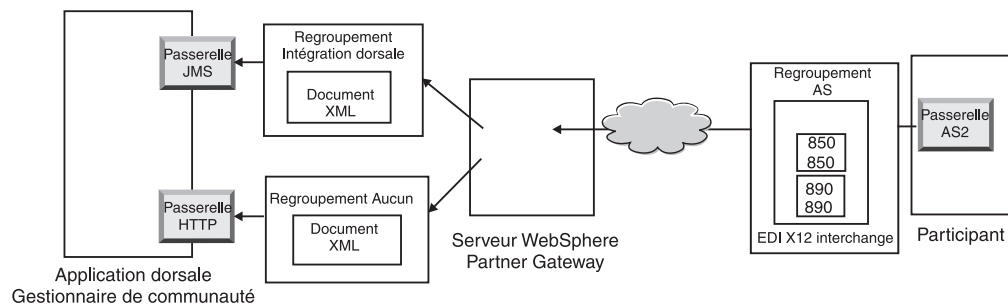 Passerelle
JMS
Regroupement
Intégration dorsale
Document
XML
Passerelle
HTTP
Regroupement Aucun
Document
XML
Application dorsale
Gestionnaire de communauté
Serveur WebSphere
Partner Gateway
Regroupement
AS
850
850
890
890
EDI X12 interchange
Passerelle
AS2
Participant